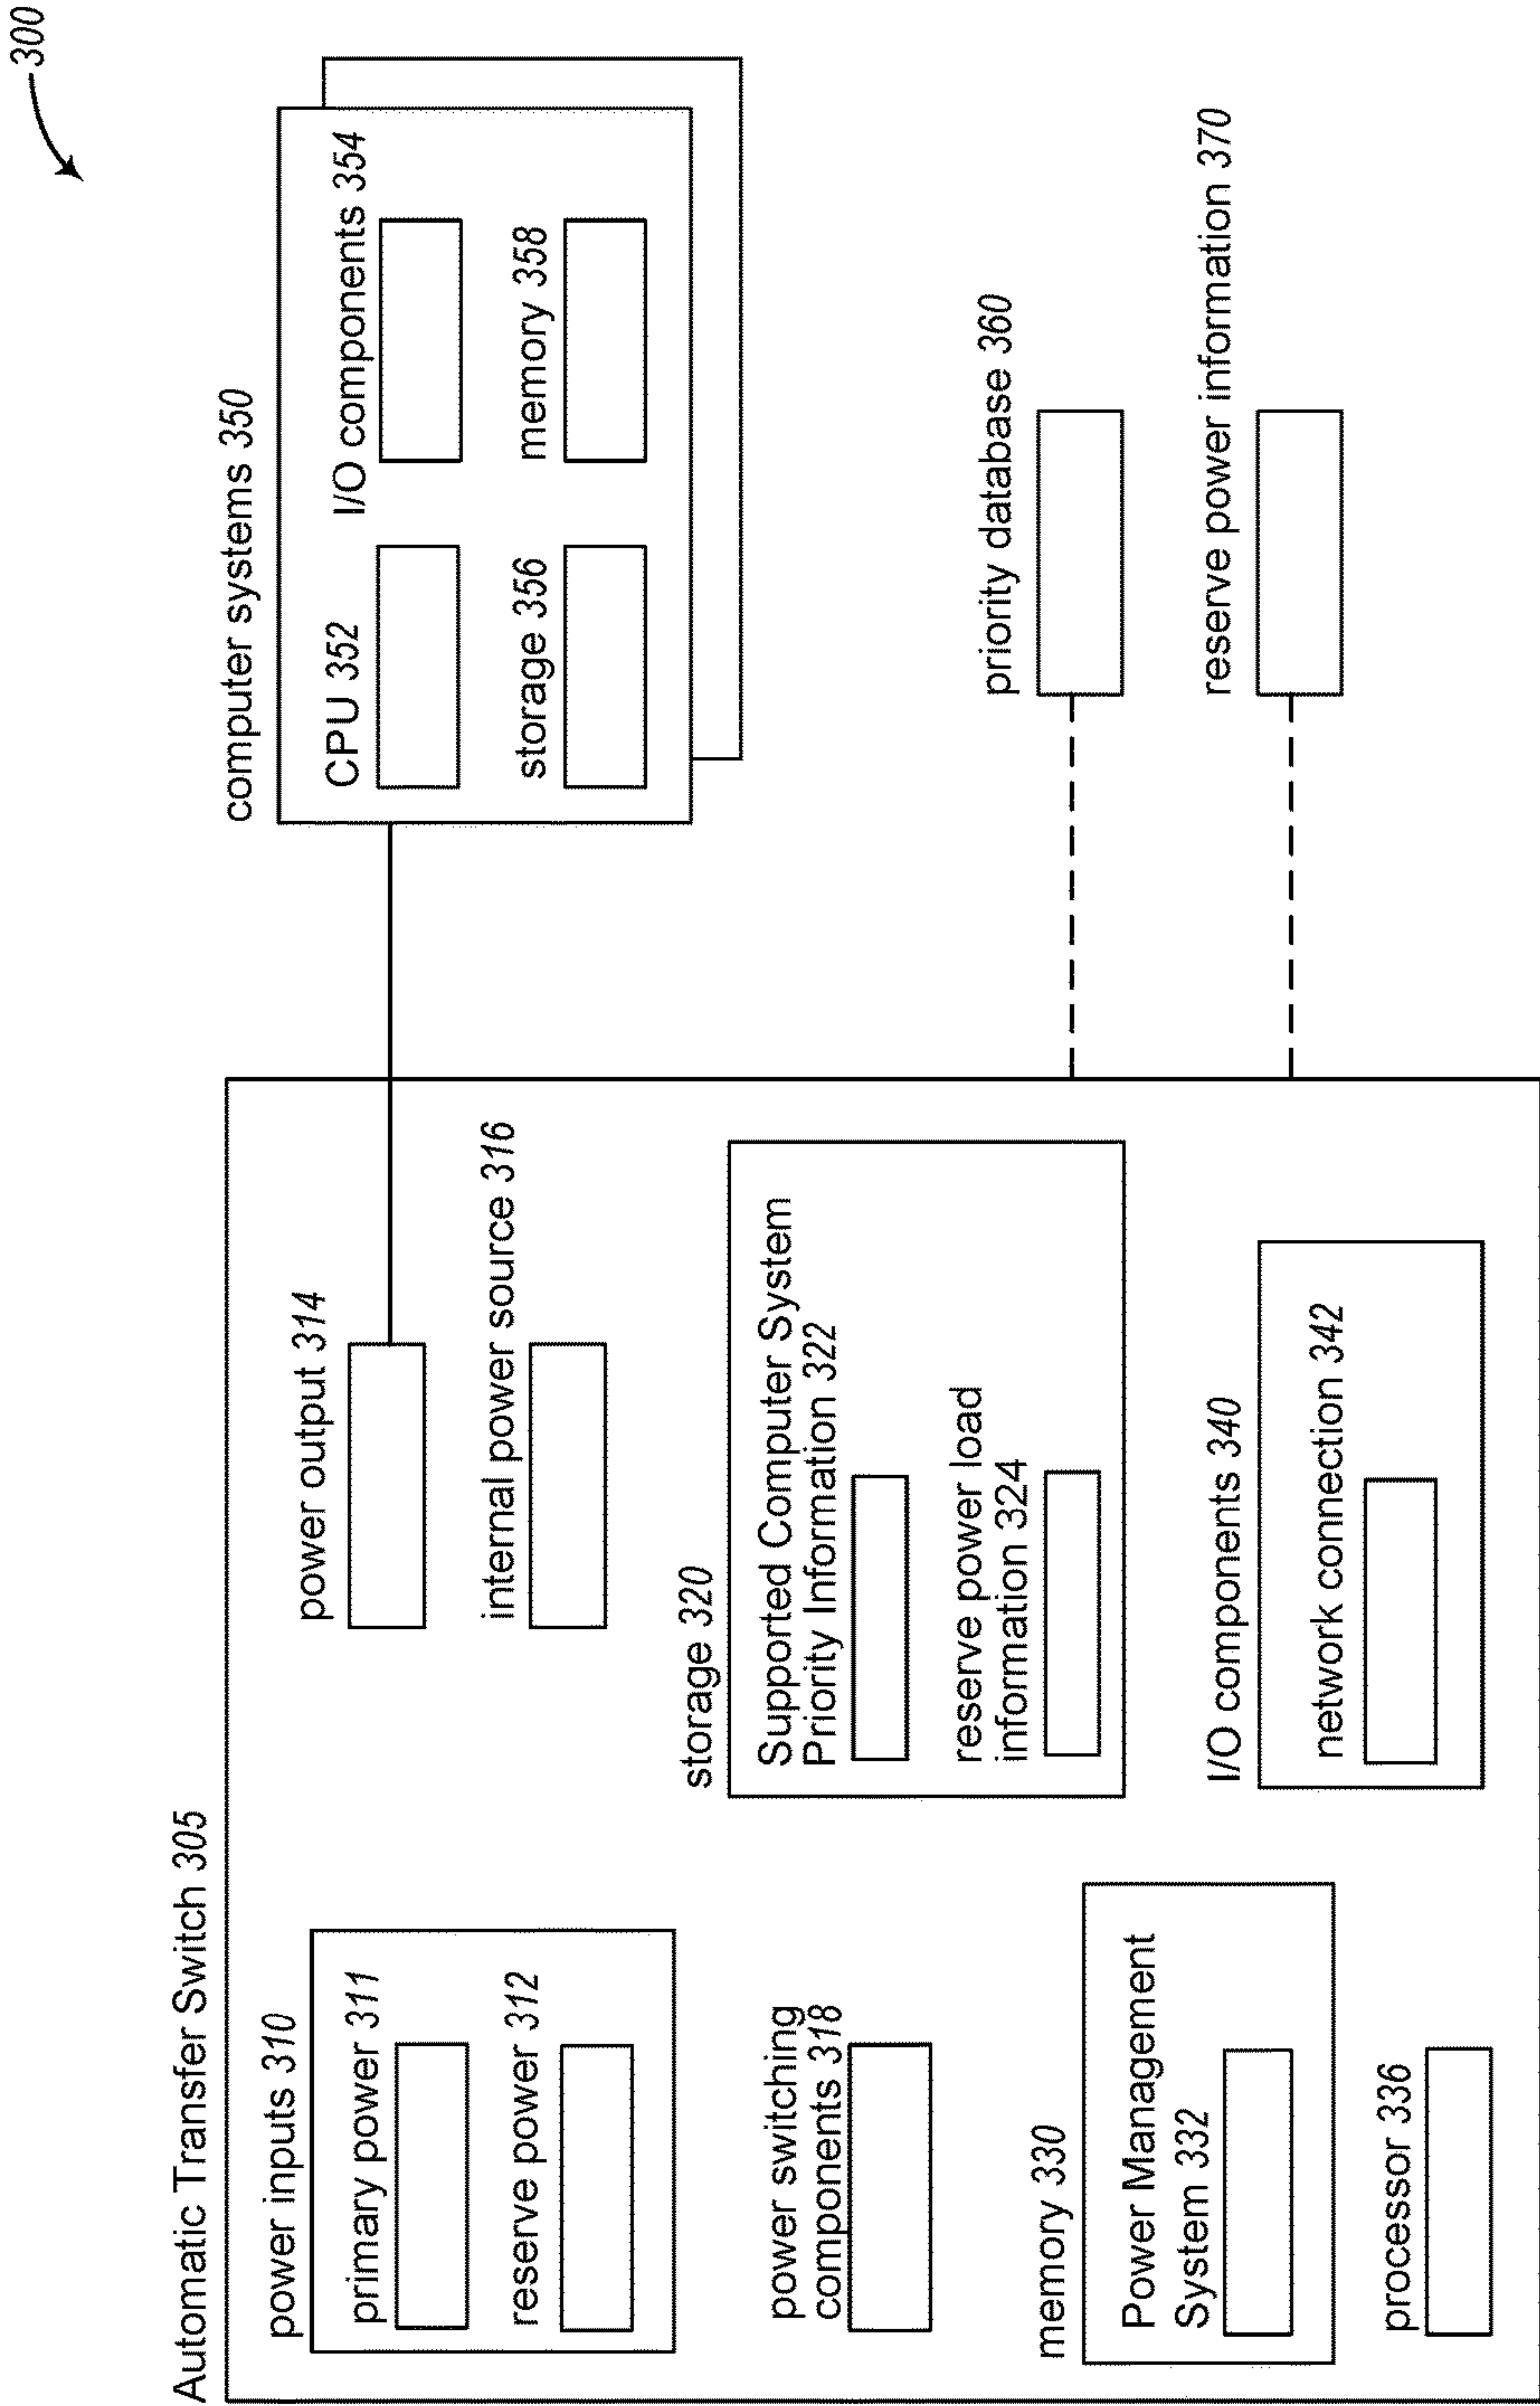 300
Automatic Transfer Switch 305
power inputs 310
primary power 311
reserve power 312
power output 314
internal power source 316
power switching
components 318
storage 320
Supported Computer System
Priority Information 322
reserve power load
information 324
memory 330
Power Management
System 332
processor 336
I/O components 340
network connection 342
computer systems 350
CPU 352
I/O components 354
storage 356
memory 358
priority database 360
reserve power information 370